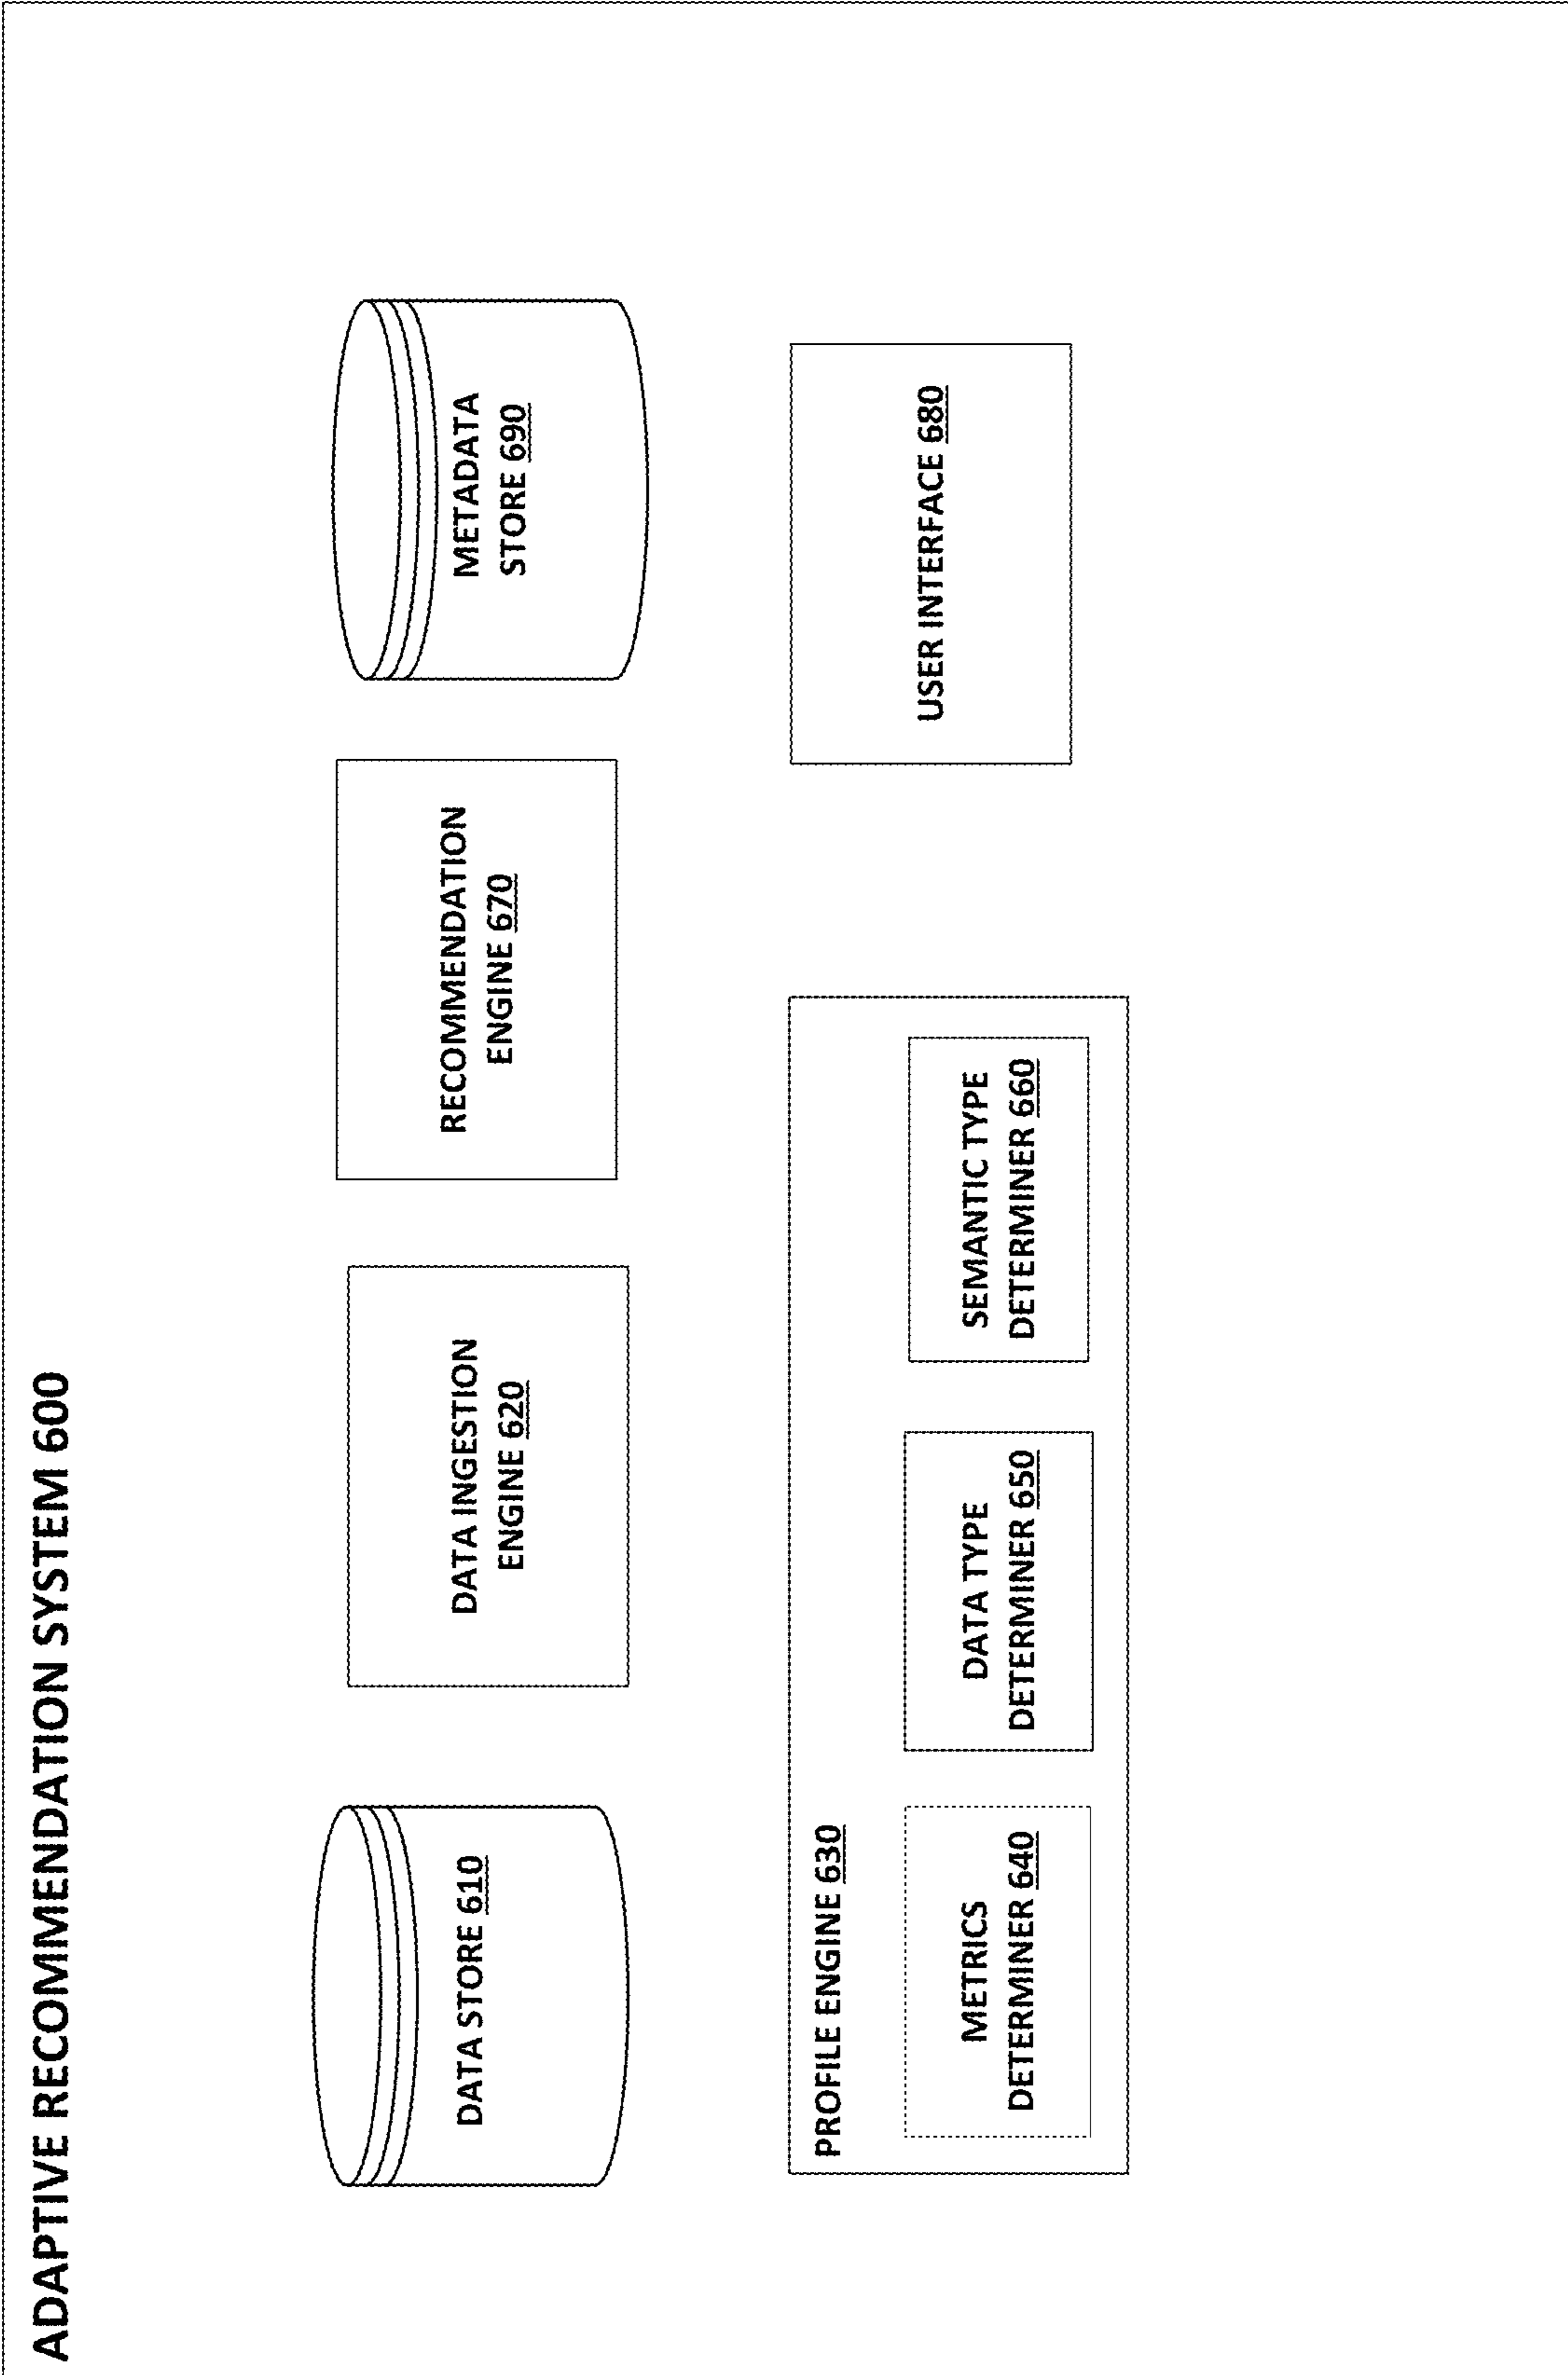 ADAPTIVE RECOMMENDATION SYSTEM 600
DATA STORE 610
DATA INGESTION
ENGINE 620
RECOMMENDATION
ENGINE 670
METADATA
STORE 690
PROFILE ENGINE 630
METRICS
DETERMINER 640
DATA TYPE
DETERMINER 650
SEMANTIC TYPE
DETERMINER 660
USER INTERFACE 680